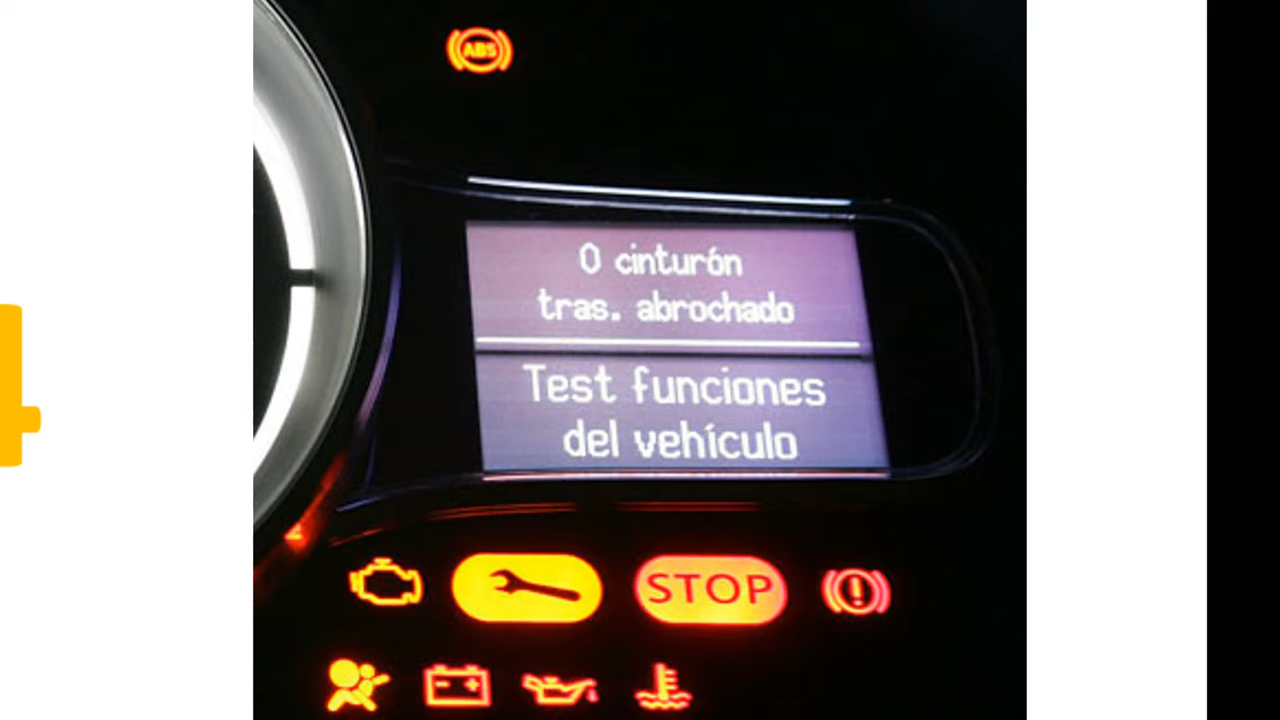 ABS
0 cinturón
tras. abrochado
Test funciones
del vehículo
STOP